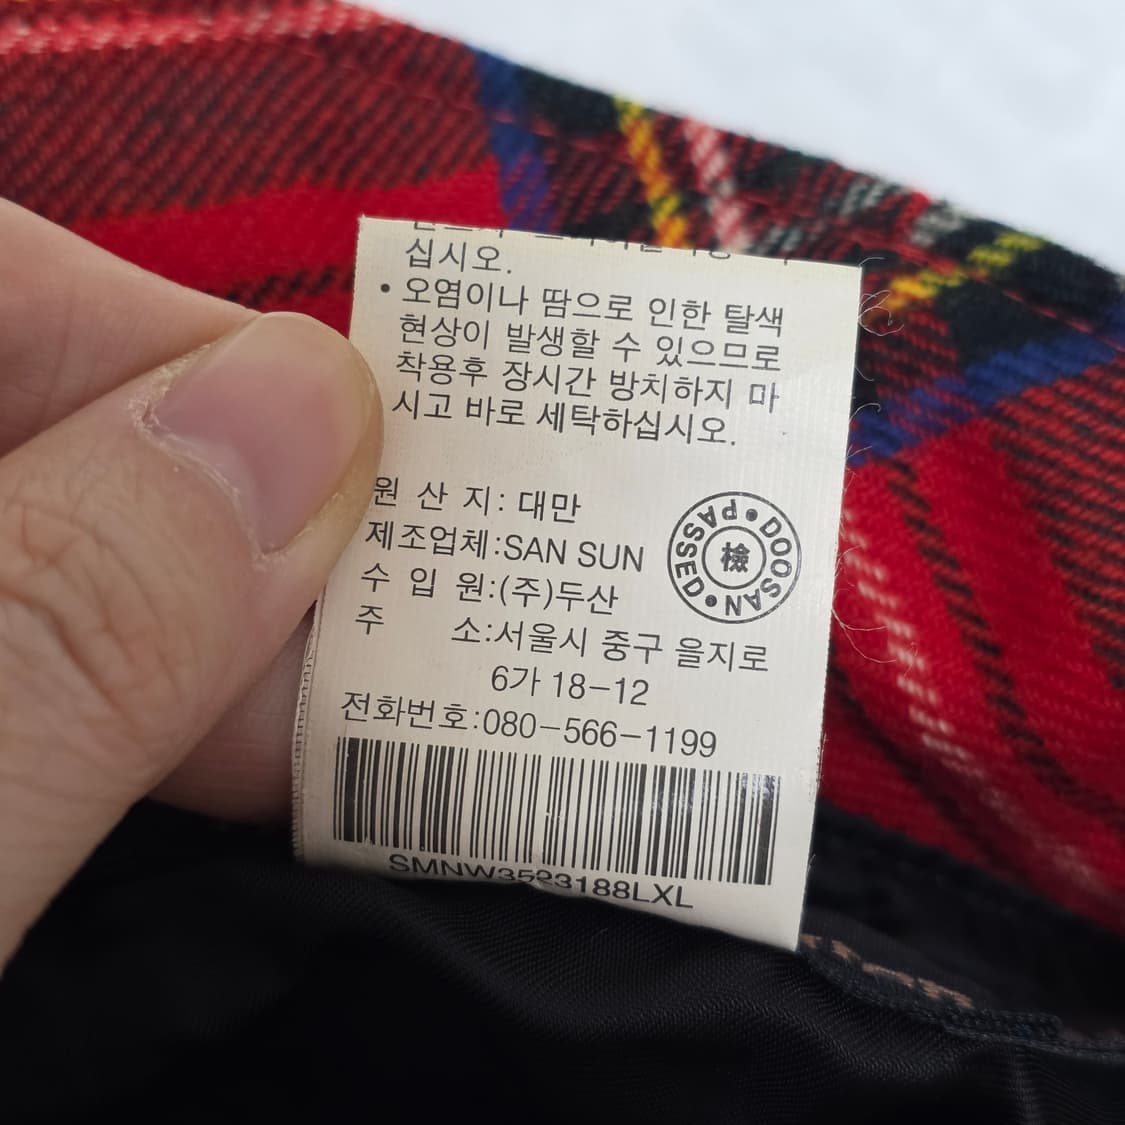 십시오.
• 오염이나 땀으로 인한 탈색
현상이 발생할 수 있으므로
착용후 장시간 방치하지 마
시고 바로 세탁하십시오.
원 산 지: 대만
제조업체:SAN SUN
수 입 원:(주)두산
주 소:서울시 중구 을지로
6가 18-12
전화번호:080-566-1199
PASSED • DOOSAN •
檢
SMNW3523188LXL